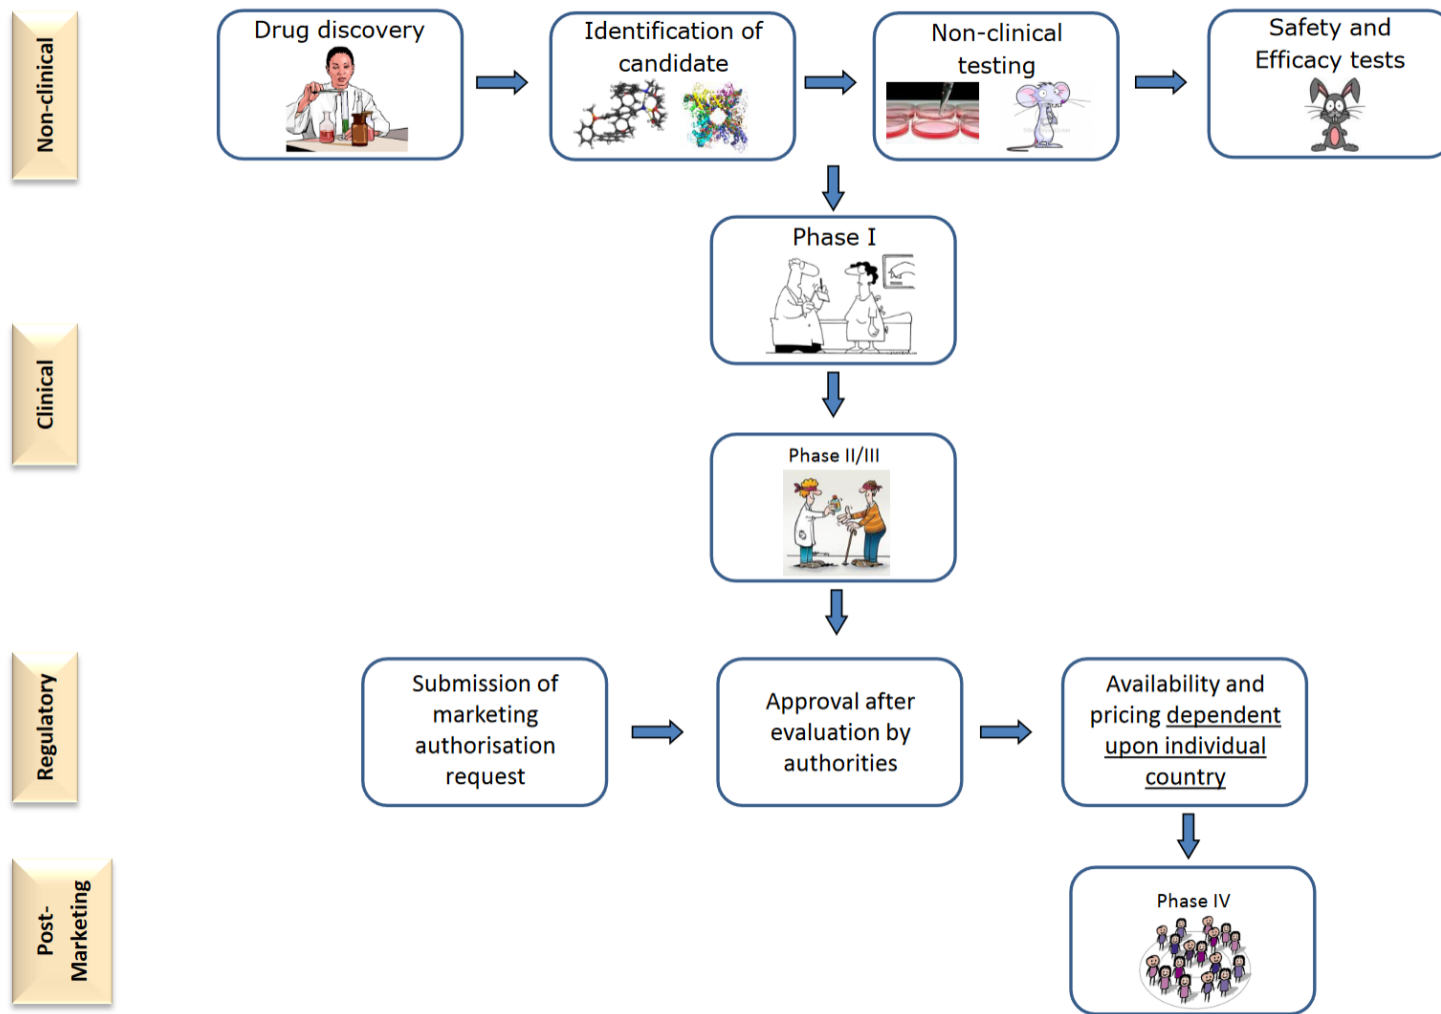 Non-clinical
Drug discovery
Identification of
candidate
Non-clinical
testing
Safety and
Efficacy tests
Clinical
Phase I
Phase II/III
Regulatory
Submission of
marketing
authorisation
request
Approval after
evaluation by
authorities
Availability and
pricing dependent
upon individual
country
Post-
Marketing
Phase IV